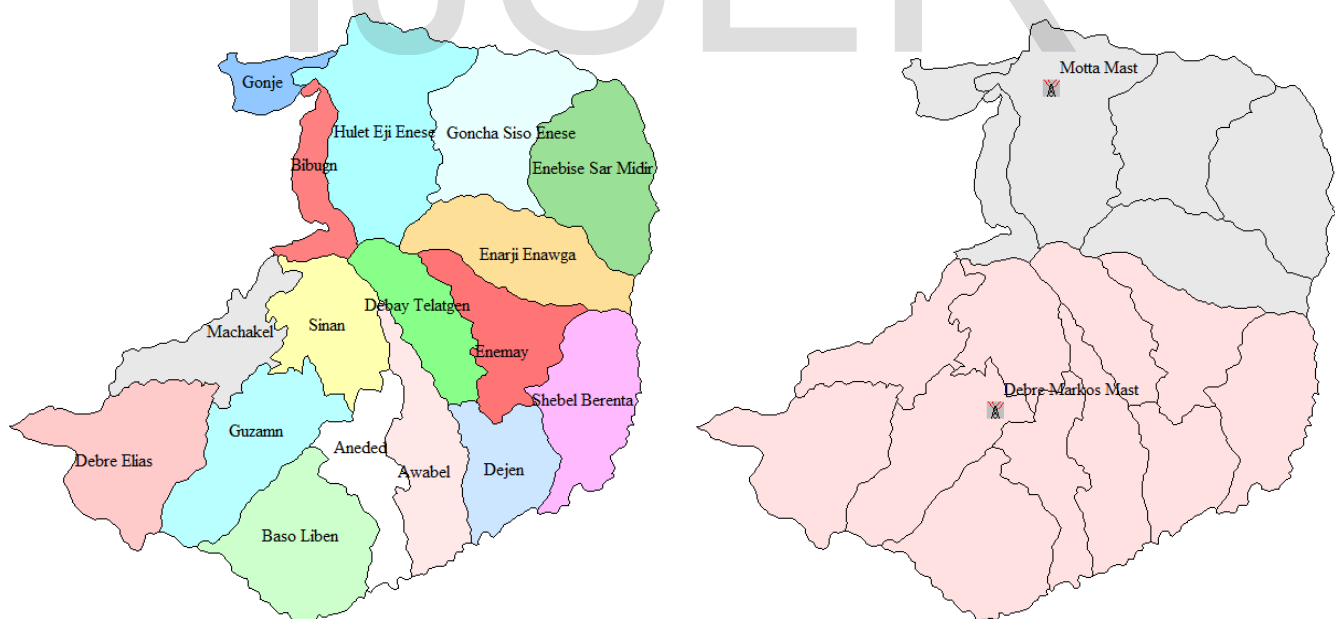 IJSER
Gonje
Motta Mast
Hulet Eji Enese
Goncha Siso Enese
Bibugn
Enebise Sar Midir
Enarji Enawga
Debay Telatgen
Machakel
Sinan
Enemay
Shebel Berenta
Debre Markos Mast
Guzamn
Aneded
Debre Elias
Awabel
Dejen
Baso Liben